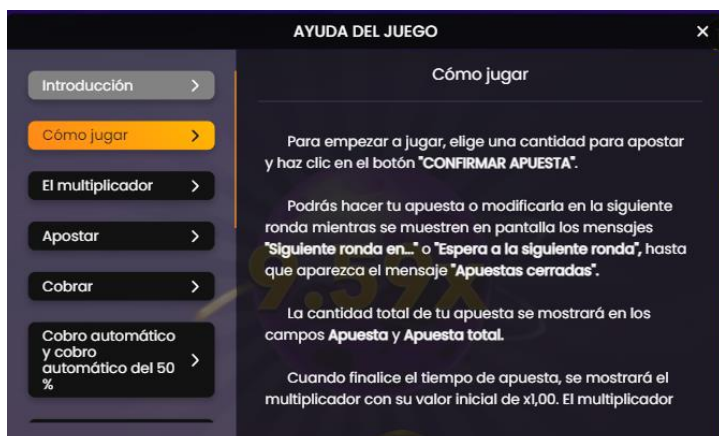 AYUDA DEL JUEGO
Introducción
Cómo jugar
El multiplicador
Apostar
Cobrar
Cobro automático
y cobro
automático del 50
%
Cómo jugar
Para empezar a jugar, elige una cantidad para apostar
y haz clic en el botón "CONFIRMAR APUESTA".
Podrás hacer tu apuesta o modificarla en la siguiente
ronda mientras se muestren en pantalla los mensajes
"Siguiente ronda en..." o "Espera a la siguiente ronda", hasta
que aparezca el mensaje "Apuestas cerradas".
La cantidad total de tu apuesta se mostrará en los
campos Apuesta y Apuesta total.
Cuando finalice el tiempo de apuesta, se mostrará el
multiplicador con su valor inicial de x1,00. El multiplicador
9.59x